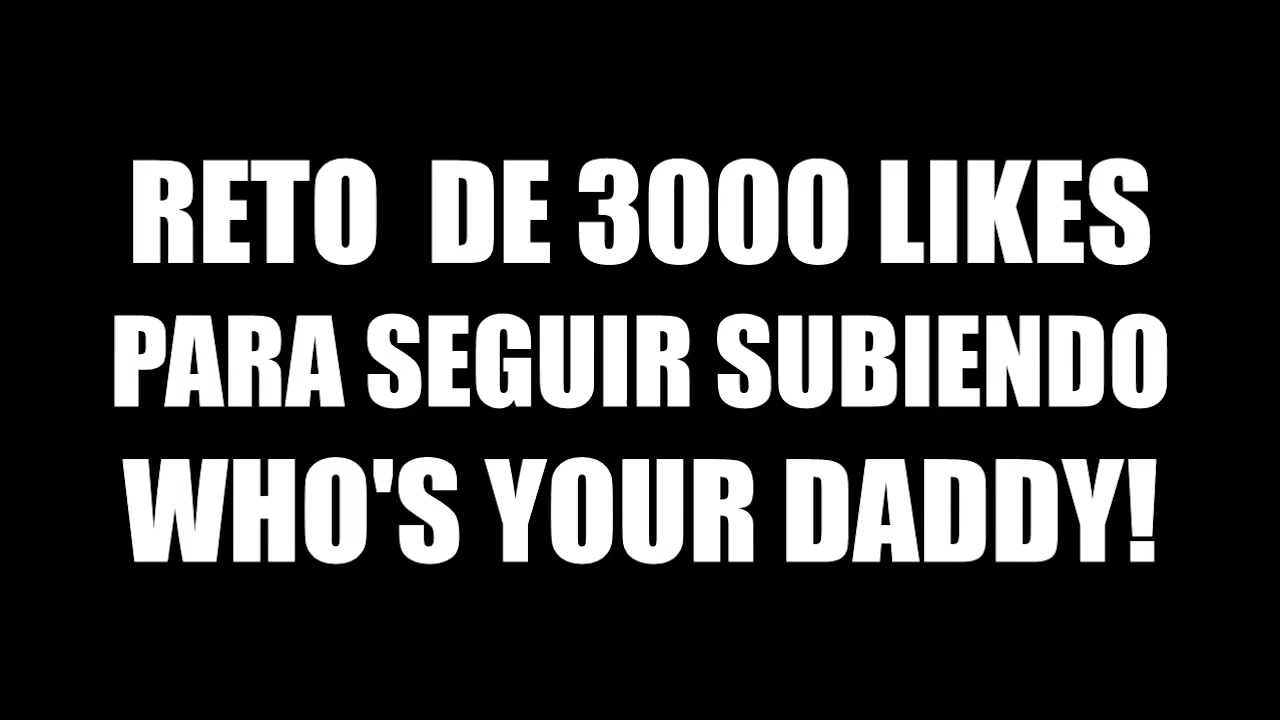 RETO DE 3000 LIKES
PARA SEGUIR SUBIENDO
WHO'S YOUR DADDY!